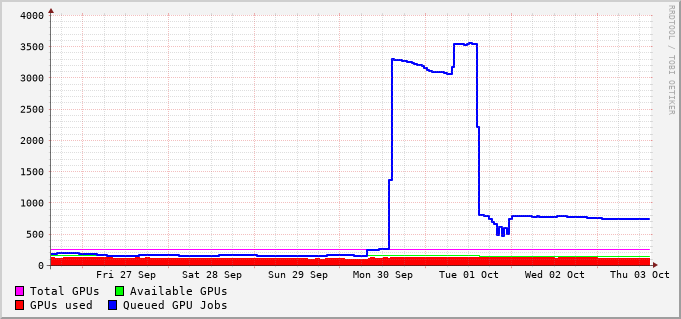 4000
3500
3000
2500
2000
1500
1000
500
0
Fri 27 Sep Sat 28 Sep Sun 29 Sep Mon 30 Sep Tue 01 Oct Wed 02 Oct Thu 03 Oct
Total GPUs Available GPUs
GPUs used Queued GPU Jobs
RRDTOOL / TOBI OETIKER